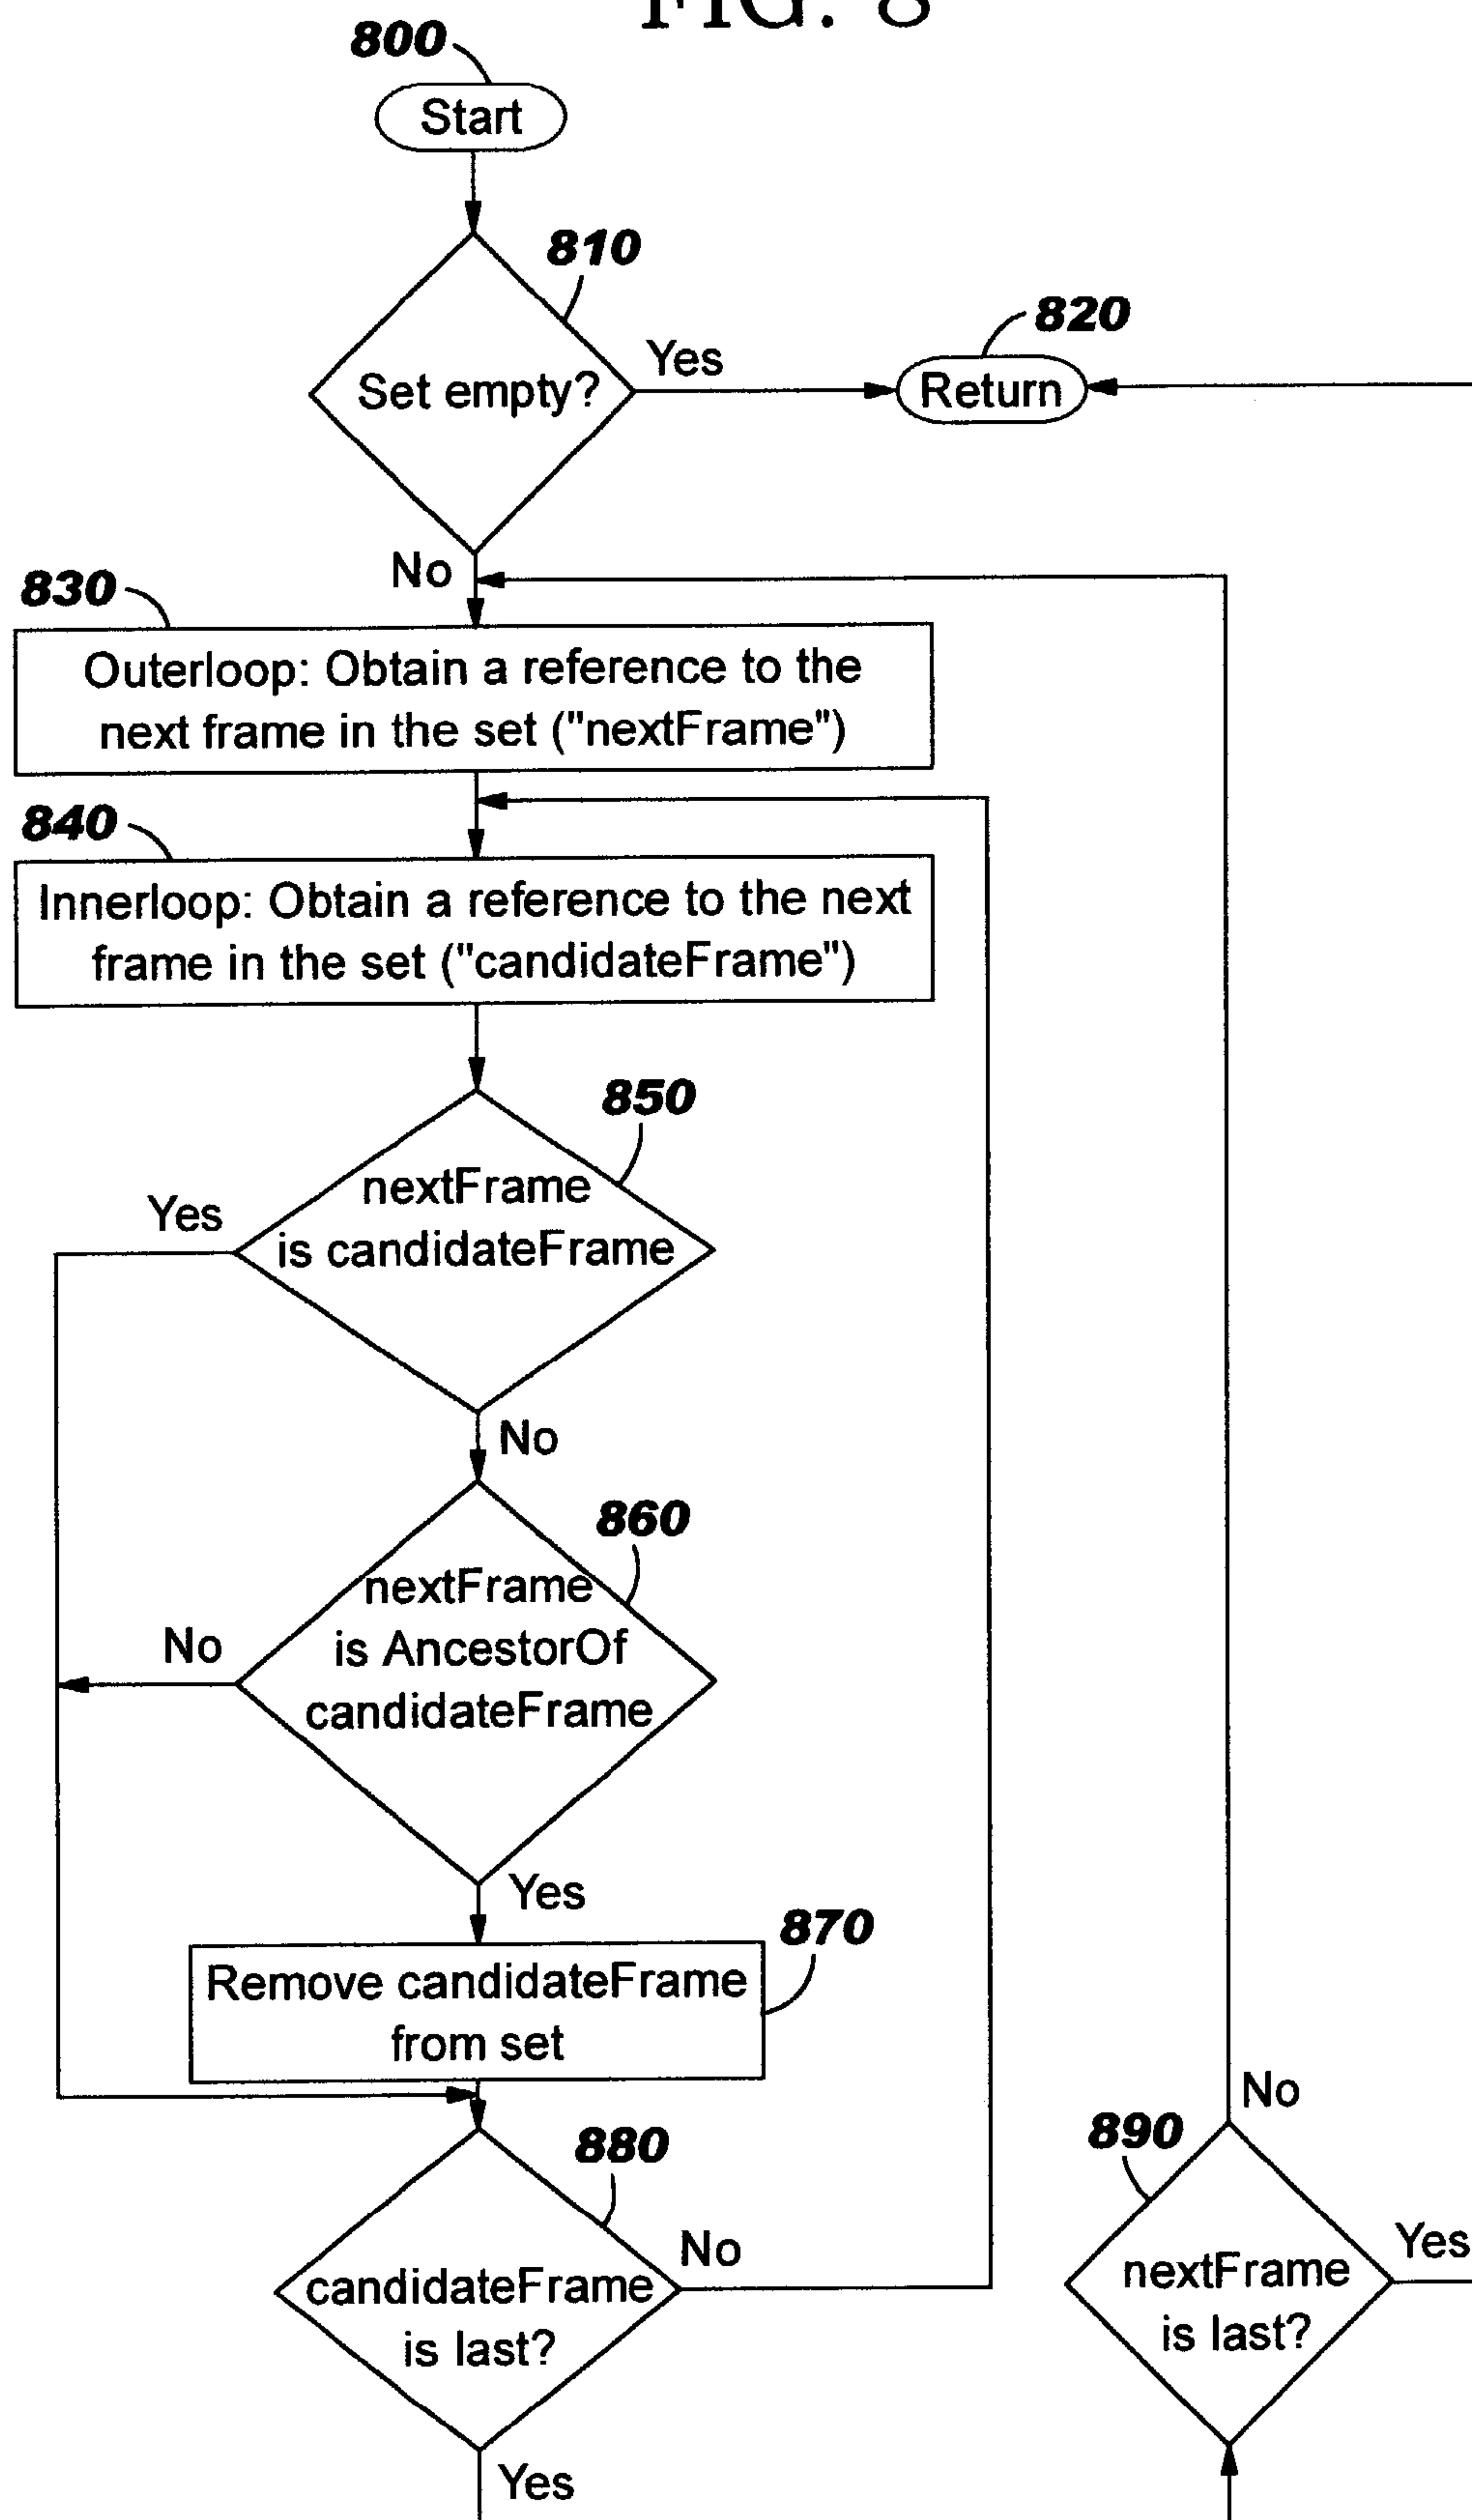 FIG. 8
800
Start
810
Set empty?
Yes
820
Return
No
830
Outerloop: Obtain a reference to the
next frame in the set ("nextFrame")
840
Innerloop: Obtain a reference to the next
frame in the set ("candidateFrame")
850
nextFrame
is candidateFrame
Yes
No
860
nextFrame
is AncestorOf
candidateFrame
No
Yes
870
Remove candidateFrame
from set
880
candidateFrame
is last?
No
Yes
890
nextFrame
is last?
No
Yes